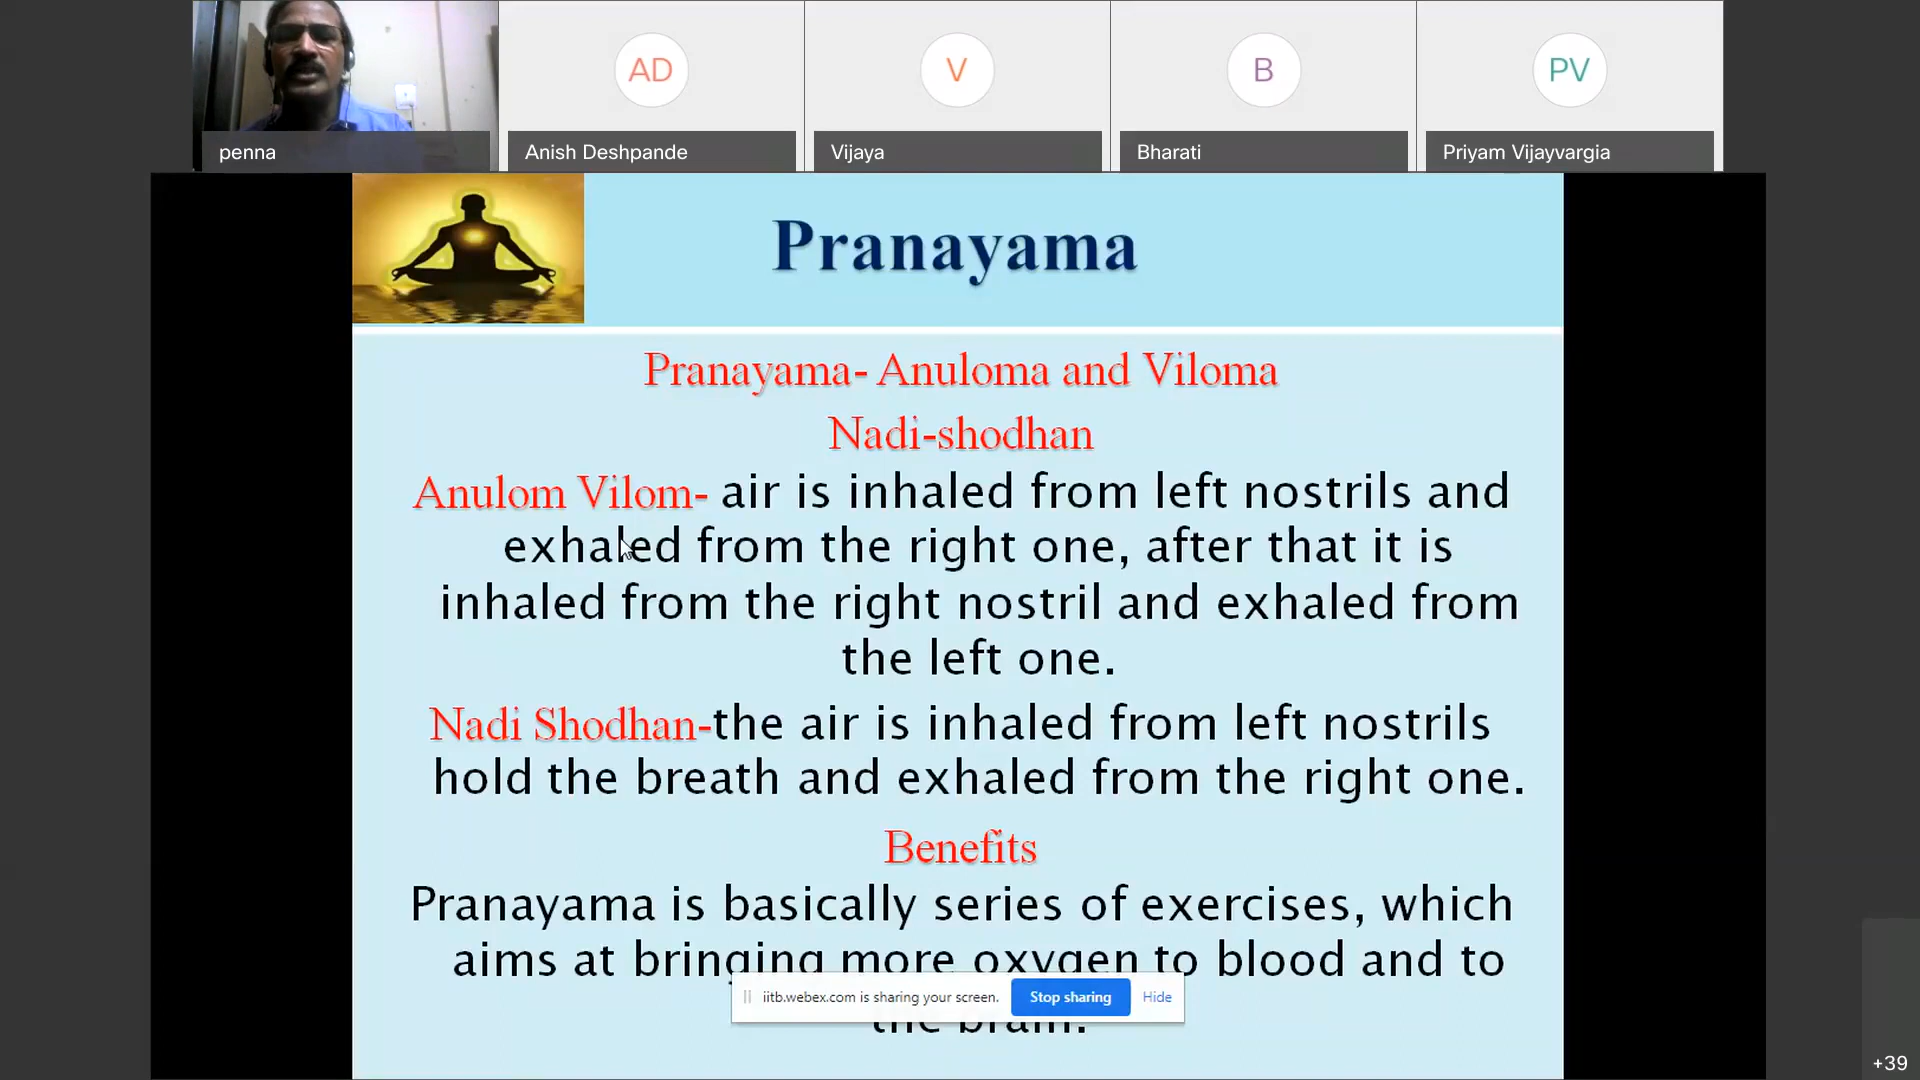 AD
V
B
PV
penna
Anish Deshpande
Vijaya
Bharati
Priyam Vijayvargia
Pranayama
Pranayama- Anuloma and Viloma
Nadi-shodhan
Anulom Vilom- air is inhaled from left nostrils and
exhaled from the right one, after that it is
inhaled from the right nostril and exhaled from
the left one.
Nadi Shodhan-the air is inhaled from left nostrils
hold the breath and exhaled from the right one.
Benefits
Pranayama is basically series of exercises, which
aims at bringing more oxygen to blood and to
the brain.
iitb.webex.com is sharing your screen.
Stop sharing
Hide
+39